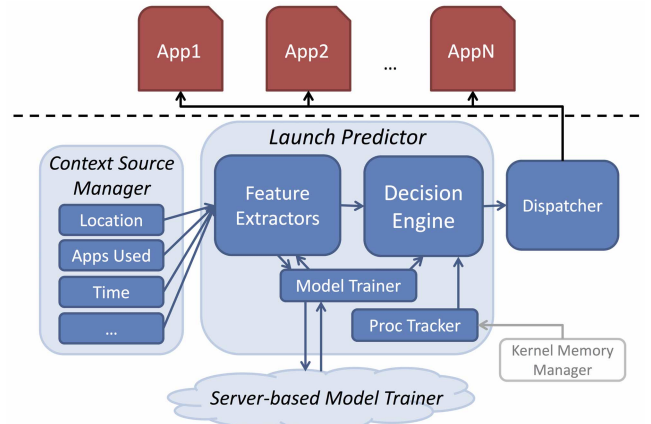 App1
App2
...
AppN
Launch Predictor
Context Source
Manager
Location
Apps Used
Time
...
Feature
Extractors
Decision
Engine
Dispatcher
Model Trainer
Proc Tracker
Kernel Memory
Manager
Server-based Model Trainer